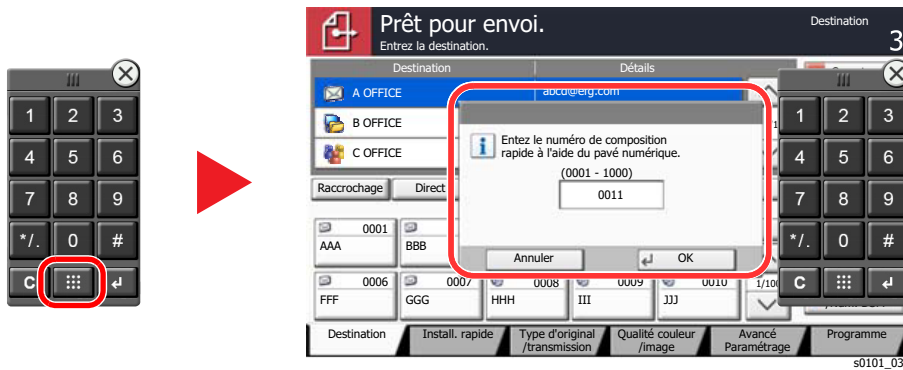 1 2 3
4 5 6
7 8 9
*/. 0 #
C
Prêt pour envoi.
Entrez la destination.
Destination
3
Destination Détails
A OFFICE abcd@efg.com
B OFFICE
C OFFICE
Entez le numéro de composition
rapide à l'aide du pavé numérique.
(0001 - 1000)
0011
Annuler OK
Raccrochage Direct
0001
AAA BBB
0006 0007 0008 0009 0010
FFF GGG HHH III JJJ
1/100
1 2 3
4 5 6
7 8 9
*/. 0 #
C
Destination Install. rapide Type d'original
/transmission Qualité couleur
/image Avancé
Paramétrage Programme
s0101_03